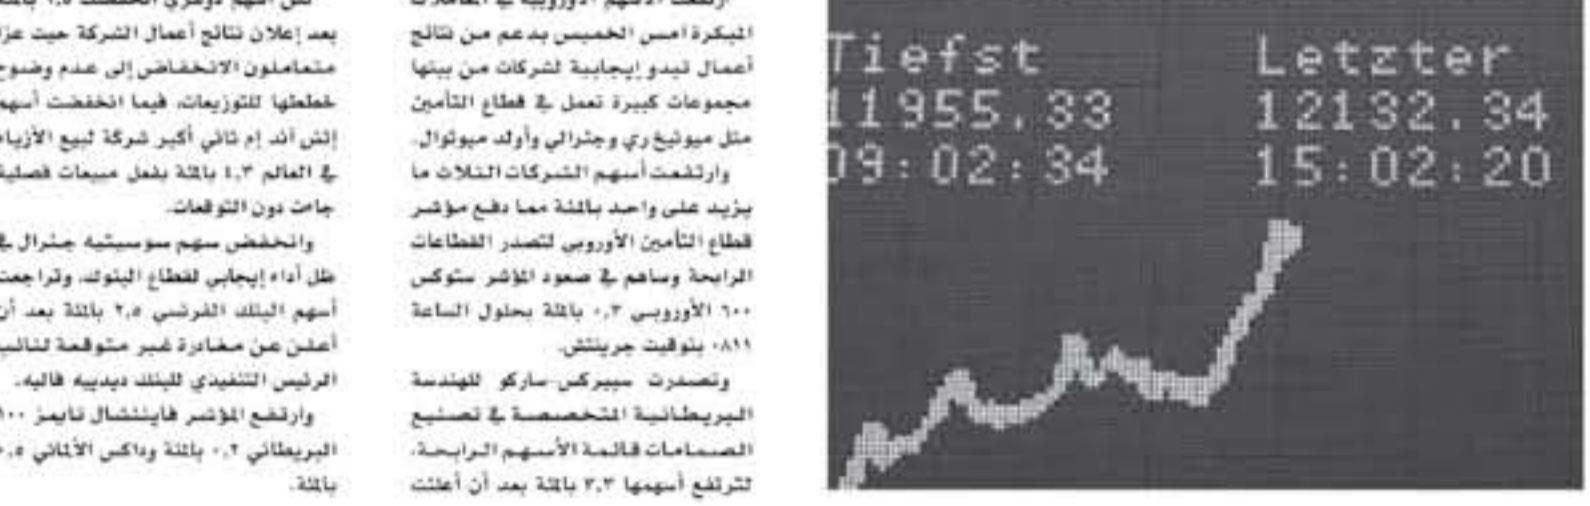 ارتفعت الأسهم الأوروبية في المعاملات
المبكرة امس الخميس بدعم من نتائج
أعمال تبدو إيجابية لشركات من بينها
مجموعات كبيرة تعمل في قطاع التأمين
مثل ميونيخ ري وجنرالي وأولد ميوتوال.
وارتفعت أسهم الشركات الثلاث ما
يزيد على واحد بالمئة مما دفع مؤشر
قطاع التأمين الأوروبي لتصدر القطاعات
الرابحة وساهم في صعود المؤشر ستوكس
٦٠٠ الأوروبي ٠,٣ بالمئة بحلول الساعة
٠٨١١ بتوقيت جرينتش.
وتصدرت سبيركس-ساركو للهندسة
البريطانية المتخصصة في تصنيع
الصمامات قائمة الأسهم الرابحة،
لترتفع أسهمها ٣,٣ بالمئة بعد أن أعلنت
بعد إعلان نتائج أعمال الشركة حيث عزا
متعاملون الانخفاض إلى عدم وضوح
خططها للتوزيعات، فيما انخفضت أسهم
إتش آند إم ثاني أكبر شركة لبيع الأزياء
في العالم ٤,٣ بالمئة بفعل مبيعات فصلية
جاءت دون التوقعات.
وانخفض سهم سوسيتيه جنرال في
ظل أداء إيجابي لقطاع البنوك، وتراجعت
أسهم البنك الفرنسي ٢,٥ بالمئة بعد أن
أعلن عن مغادرة غير متوقعة لنائب
الرئيس التنفيذي للبنك ديدييه فاليه.
وارتفع المؤشر فاينتشال تايمز ١٠٠
البريطاني ٠,٢ بالمئة وداكس الألماني ٠,٥
بالمئة.
Tiefst Letzter
11955,33 12132.34
09:02:34 15:02:20